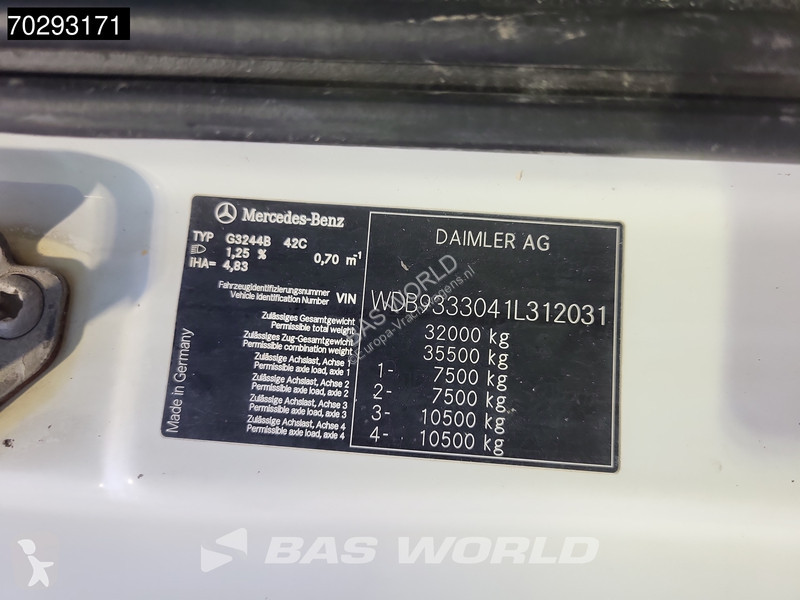 70293171
Mercedes-Benz
TYP G3244B 42C
1,25 % 0,70 m-1
IHA= 4,83
Fahrzeugidentifizierungsnummer
Vehicle Identification Number VIN
Zulässiges Gesamtgewicht
Permissible total weight
Zulässiges Zug-Gesamtgewicht
Permissible combination weight
Zulässige Achslast, Achse 1
Permissible axle load, axle 1
Zulässige Achslast, Achse 2
Permissible axle load, axle 2
Zulässige Achslast, Achse 3
Permissible axle load, axle 3
Zulässige Achslast, Achse 4
Permissible axle load, axle 4
Made in Germany
DAIMLER AG
WDB9333041L312031
32000 kg
35500 kg
1- 7500 kg
2- 7500 kg
3- 10500 kg
4- 10500 kg
BAS WORLD
BAS WORLD